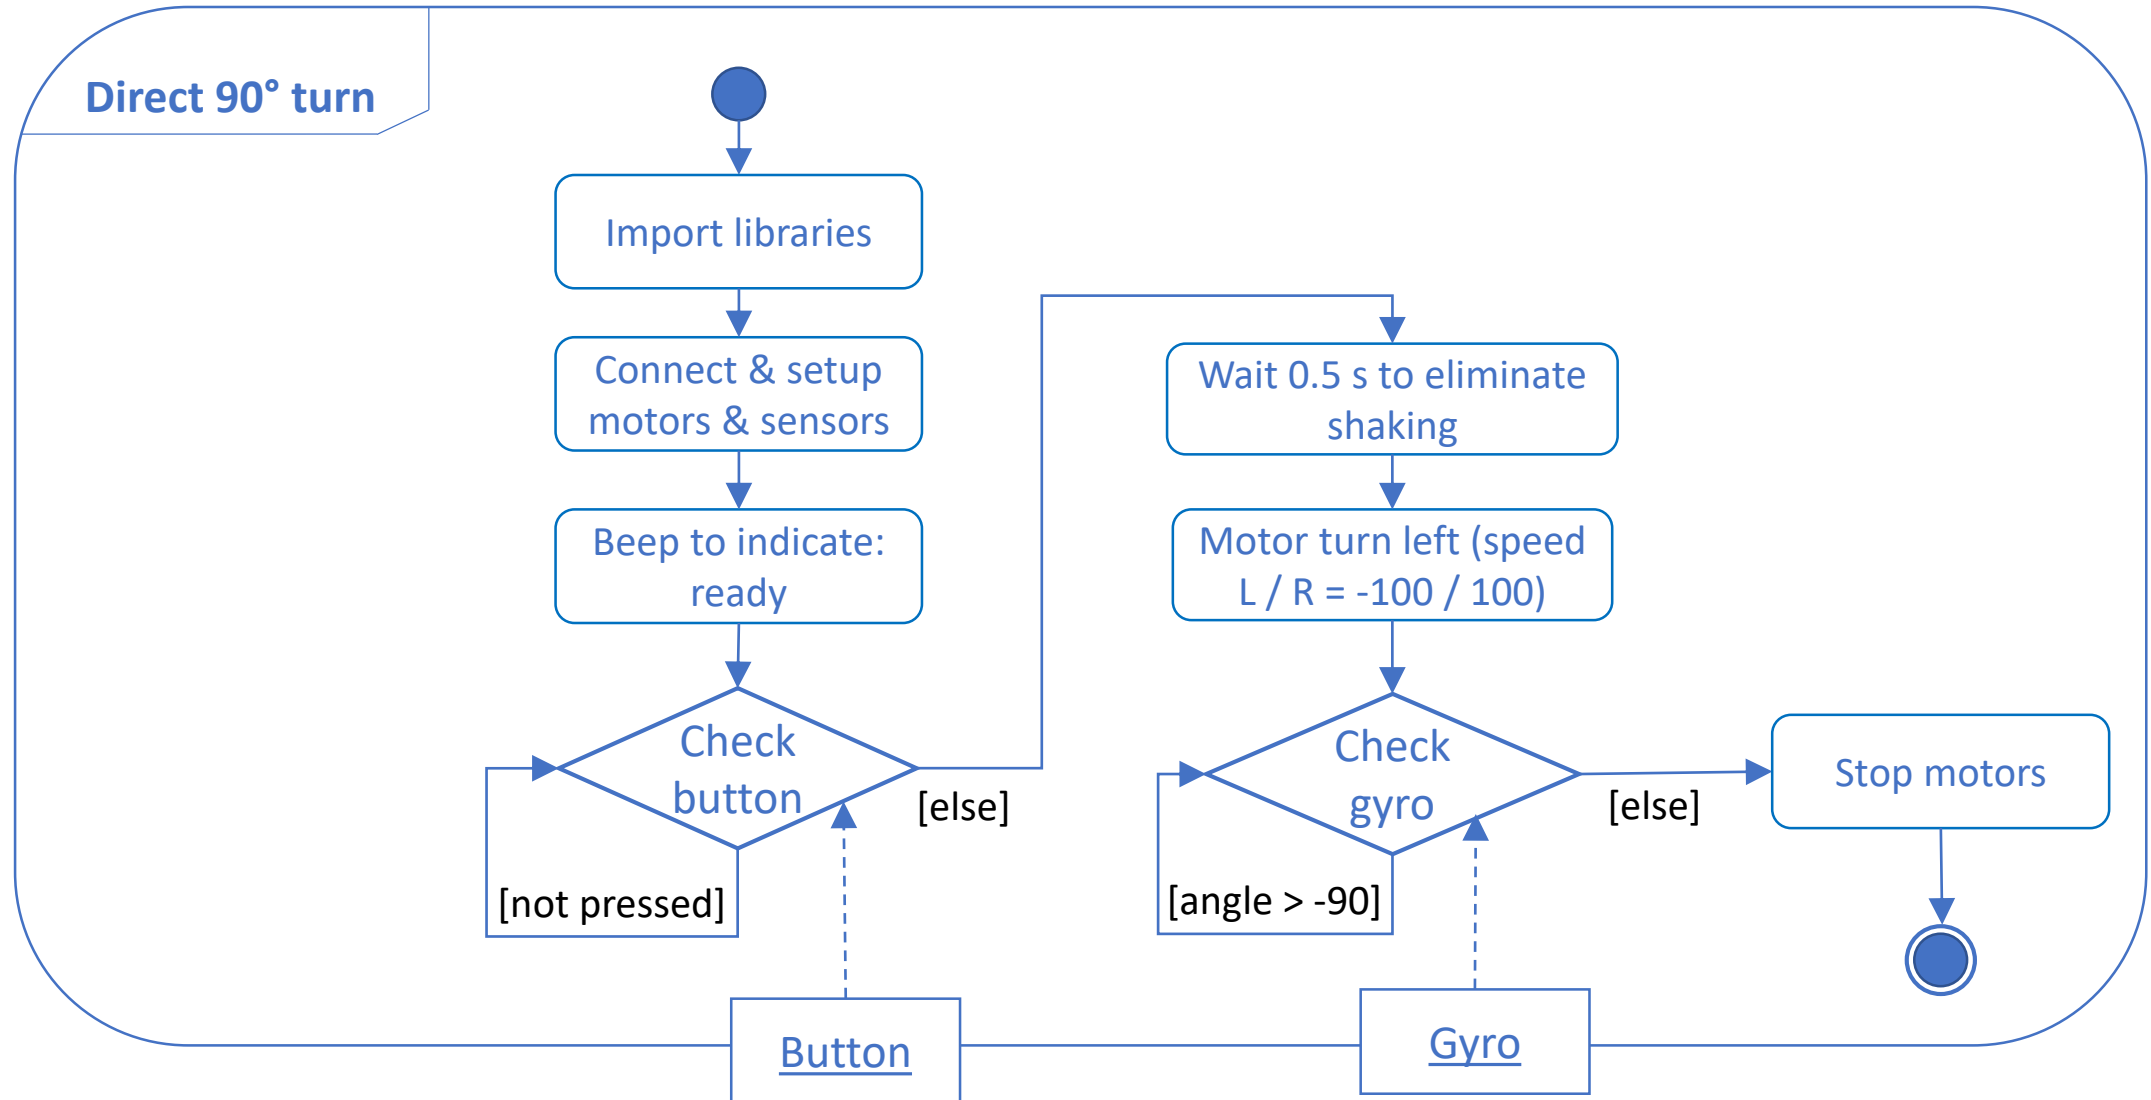 Direct 90° turn
Import libraries
Connect & setup
motors & sensors
Beep to indicate:
ready
Check
button
[not pressed]
[else]
Button
Wait 0.5 s to eliminate
shaking
Motor turn left (speed
L / R = -100 / 100)
Check
gyro
[angle > -90]
[else]
Gyro
Stop motors